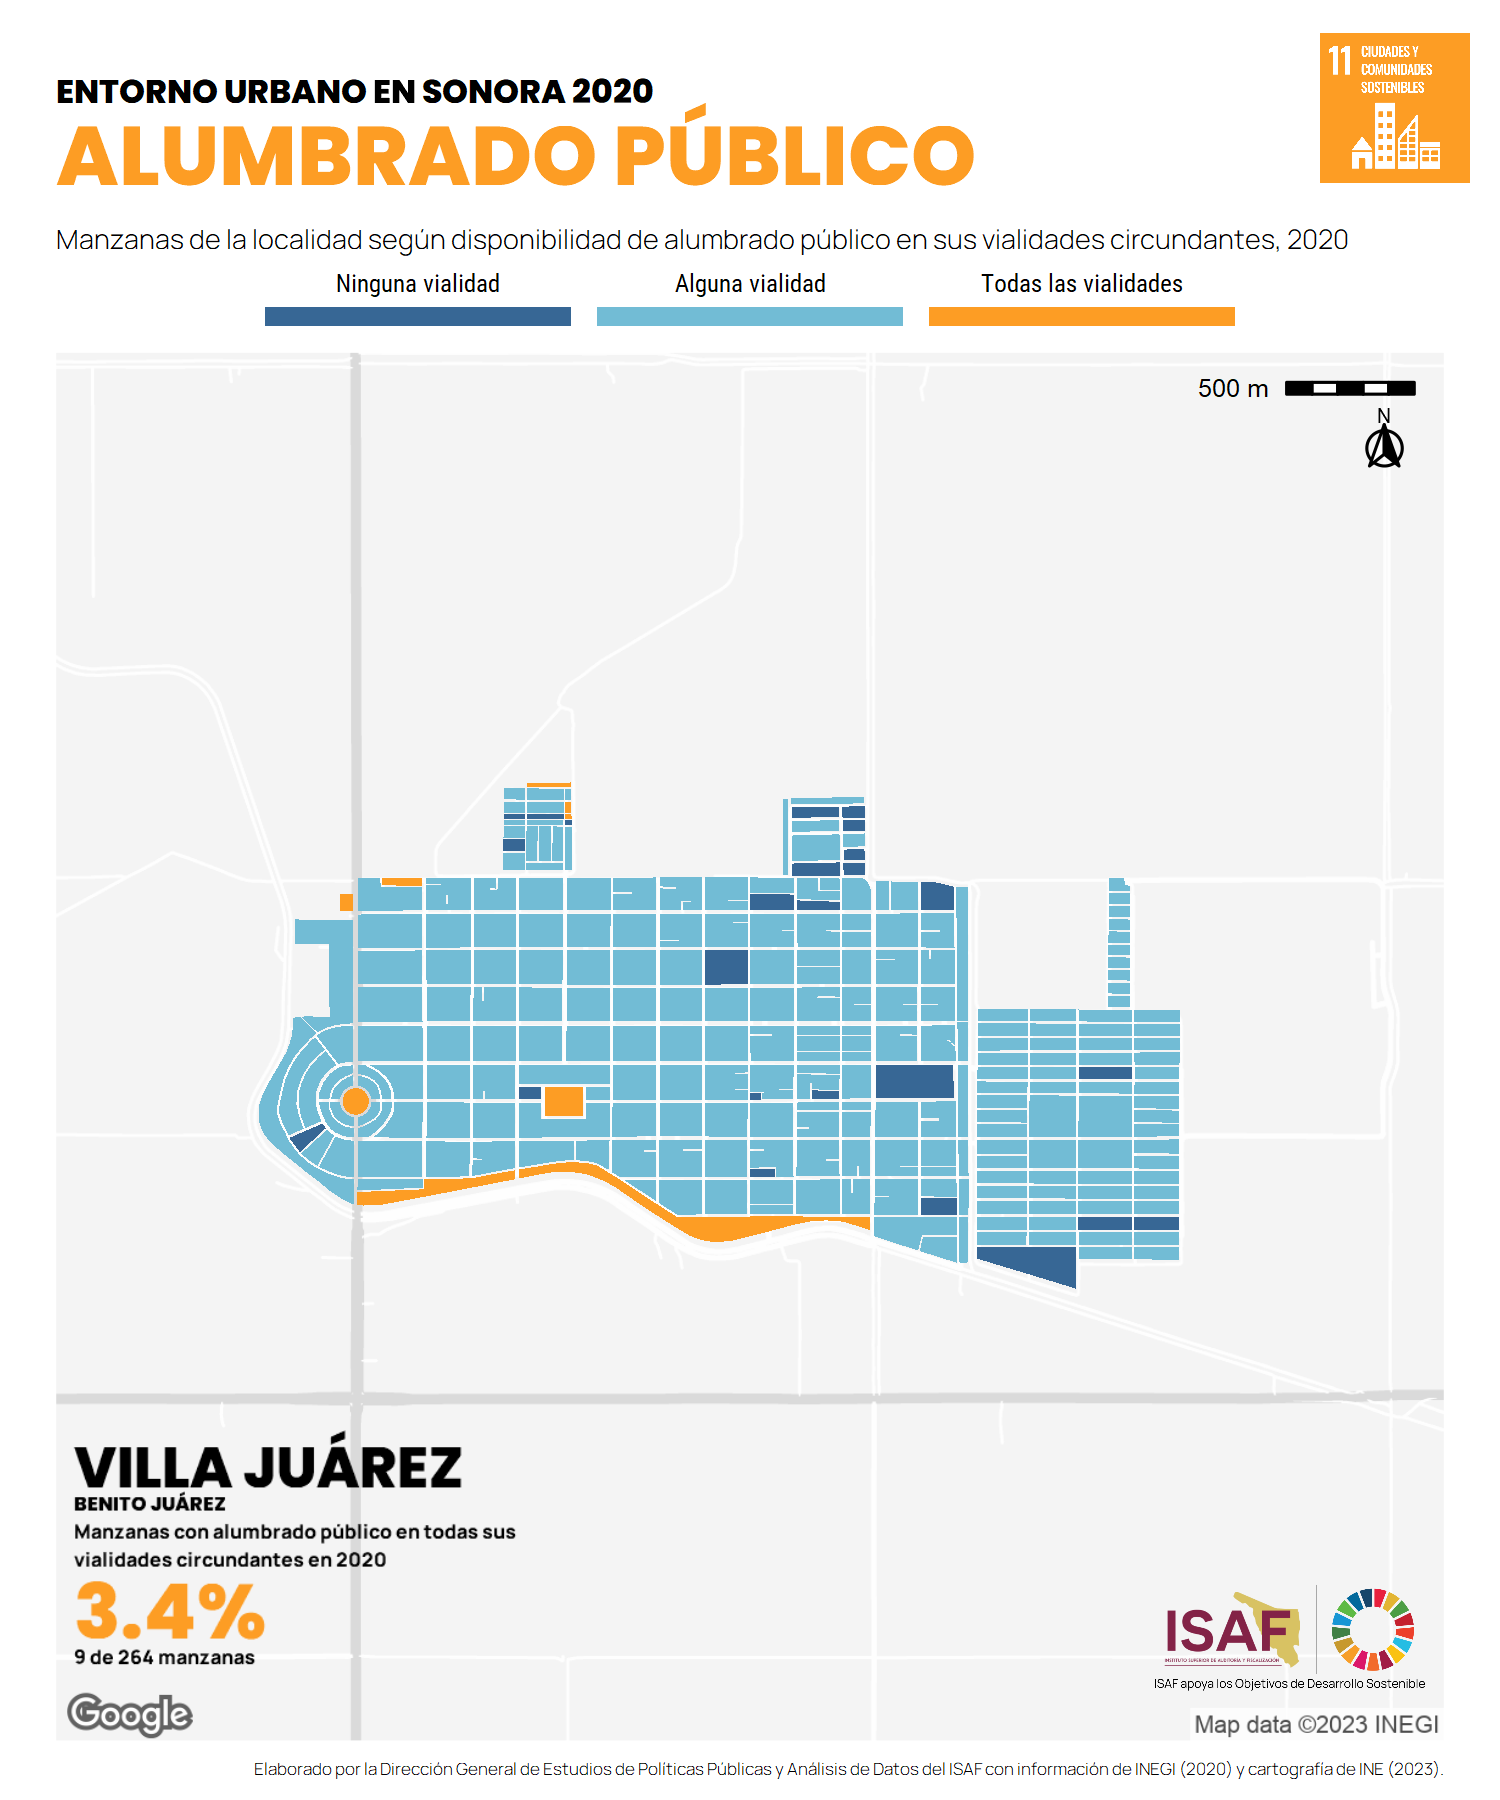 ENTORNO URBANO EN SONORA 2020
ALUMBRADO PÚBLICO
11 CIUDADES Y
COMUNIDADES
SOSTENIBLES
Manzanas de la localidad según disponibilidad de alumbrado público en sus vialidades circundantes, 2020
Ninguna vialidad Alguna vialidad Todas las vialidades
500 m
N
VILLA JUÁREZ
BENITO JUÁREZ
Manzanas con alumbrado público en todas sus
vialidades circundantes en 2020
3.4%
9 de 264 manzanas
ISAF
INSTITUTO SUPERIOR DE AUDITORÍA Y FISCALIZACIÓN
ISAF apoya los Objetivos de Desarrollo Sostenible
Google
Map data ©2023 INEGI
Elaborado por la Dirección General de Estudios de Políticas Públicas y Análisis de Datos del ISAF con información de INEGI (2020) y cartografía de INE (2023).